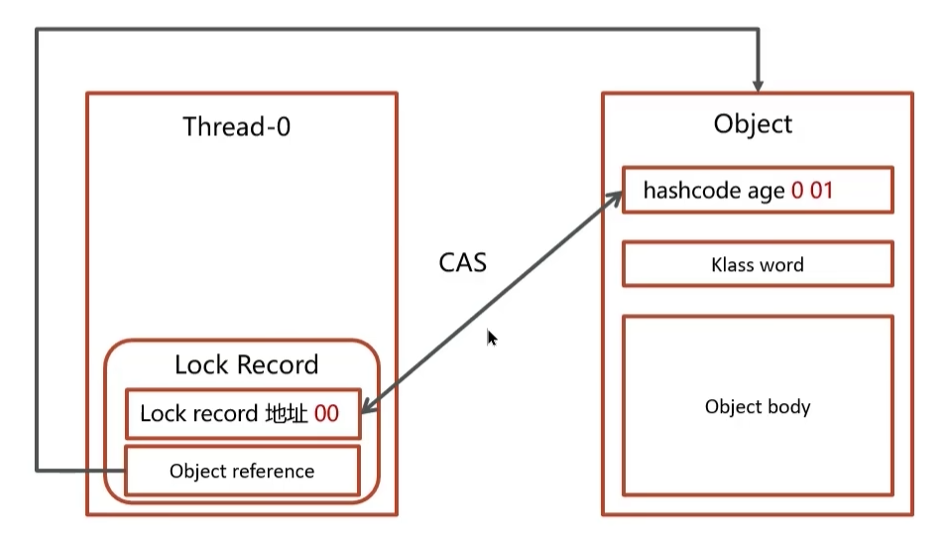 Thread-0
Object
hashcode age 0 01
CAS
Klass word
Lock Record
Lock record 地址 00
Object body
Object reference